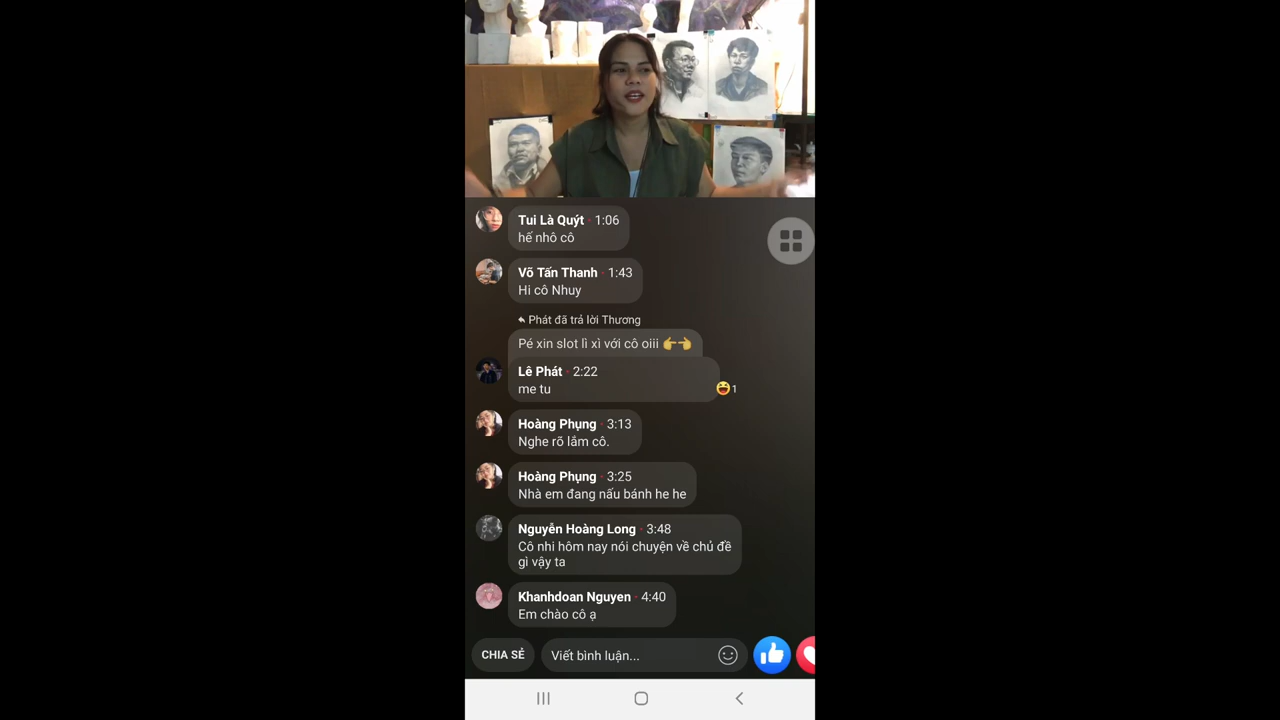 Tui Là Quýt · 1:06
hế nhô cô
Võ Tấn Thanh · 1:43
Hi cô Nhuy
Phát đã trả lời Thương
Pé xin slot lì xì với cô oiii 👉👈
Lê Phát · 2:22
me tu
1
Hoàng Phụng · 3:13
Nghe rõ lắm cô.
Hoàng Phụng · 3:25
Nhà em đang nấu bánh he he
Nguyễn Hoàng Long · 3:48
Cô nhi hôm nay nói chuyện về chủ đề
gì vậy ta
Khanhdoan Nguyen · 4:40
Em chào cô ạ
CHIA SẺ
Viết bình luận...